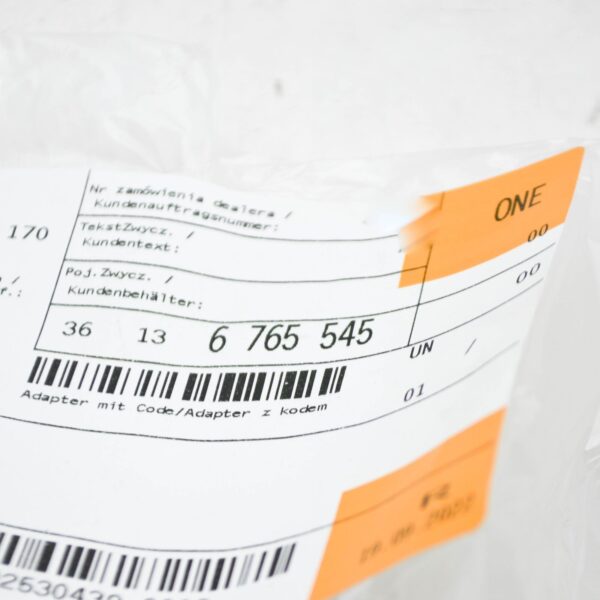 Nr zamówienia dealera /
Kundenauftragsnummer:
ONE
170
TekstZwycz. /
Kundentext:
00
Poj.Zwycz. /
Kundenbehälter:
00
/
r.:
36 13 6 765 545
UN /
01
Adapter mit Code/Adapter z kodem